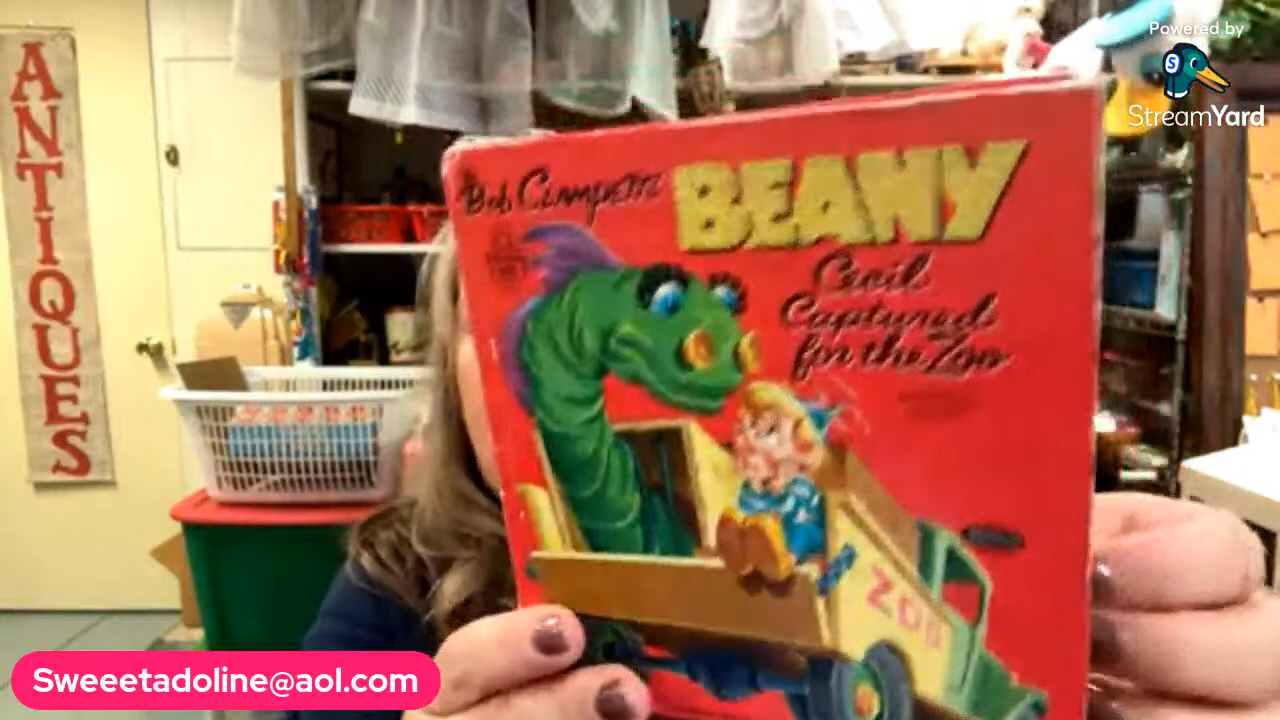 Powered by
StreamYard
ANTIQUES
Bob Clampett
BEANY
Cecil
Captured
for the Zoo
ZOO
Sweeetadoline@aol.com